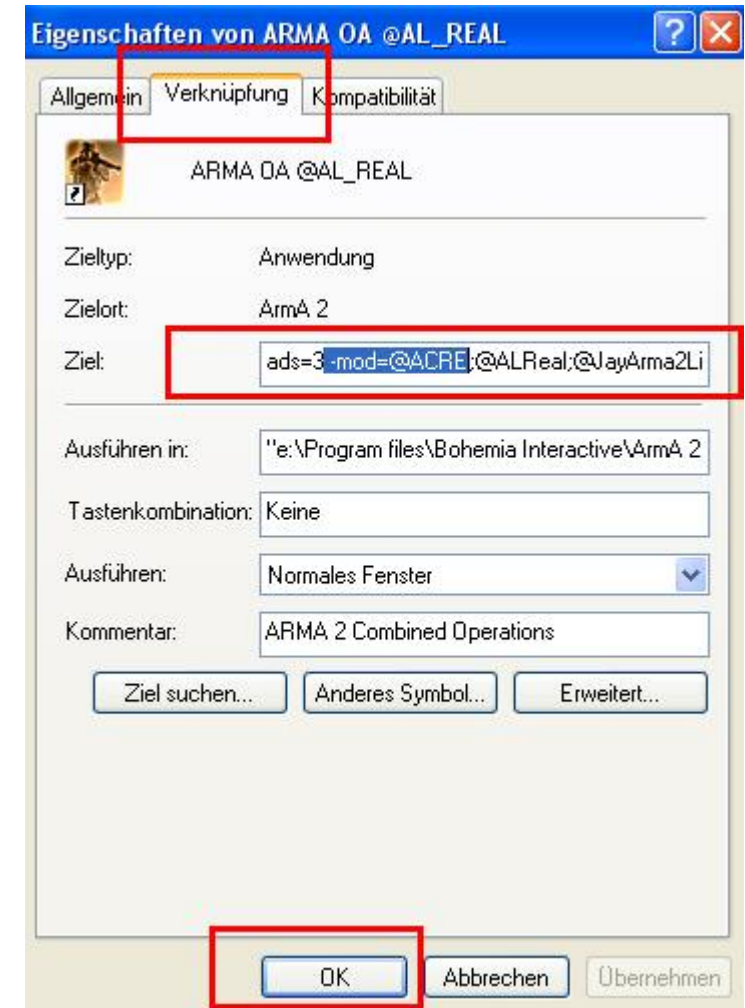 Eigenschaften von ARMA OA @AL_REAL
Allgemein Verknüpfung Kompatibilität
ARMA OA @AL_REAL
Zieltyp: Anwendung
Zielort: ArmA 2
Ziel: ads=3 -mod=@ACRE;@ALReal;@JayArma2Li
Ausführen in: "e:\Program files\Bohemia Interactive\ArmA 2
Tastenkombination: Keine
Ausführen: Normales Fenster
Kommentar: ARMA 2 Combined Operations
Ziel suchen... Anderes Symbol... Erweitert...
OK Abbrechen Übernehmen